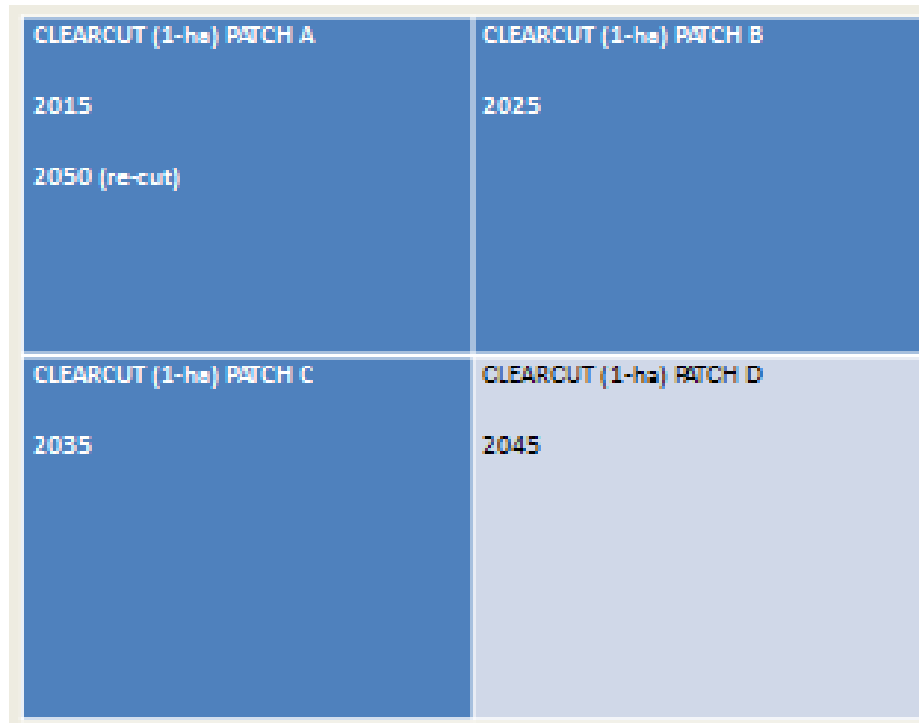 CLEARCUT (1-ha) PATCH A
2015
2050 (re-cut)
CLEARCUT (1-ha) PATCH B
2025
CLEARCUT (1-ha) PATCH C
2035
CLEARCUT (1-ha) PATCH D
2045